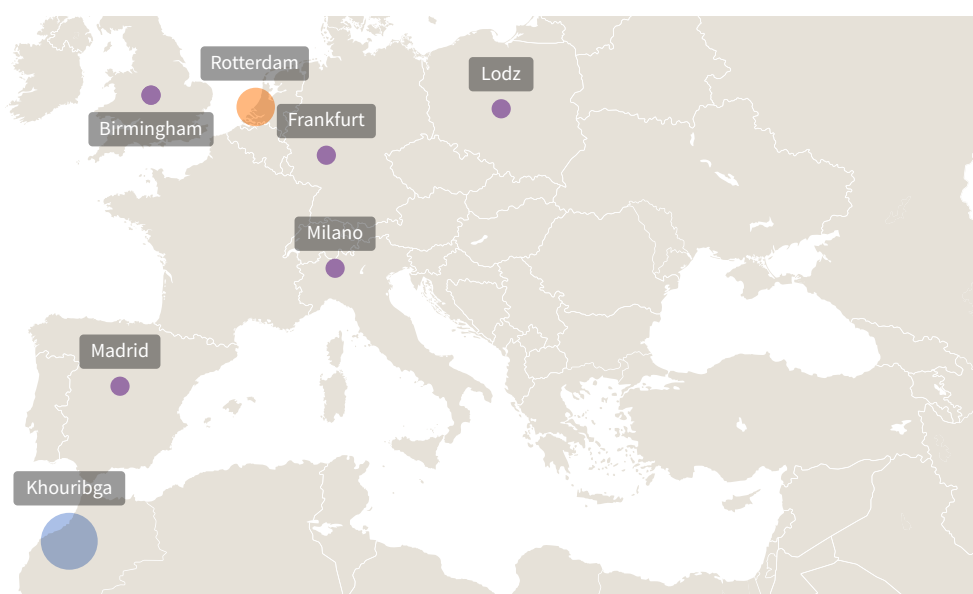 Rotterdam
Lodz
Frankfurt
Birmingham
Milano
Madrid
Khouribga